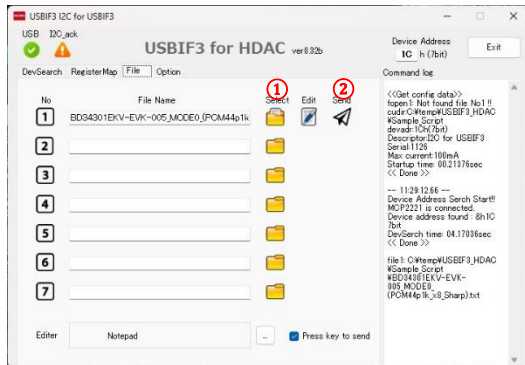 USBIF3 I2C for USBIF3
USB I2C_ack
USBIF3 for HDAC ver0.92b
Device Address
1C h (7bit)
Exit
DevSearch RegisterMap File Option
Command log
① ②
No File Name Select Edit Send
1 BD34301EKV-EVK-005_MODE0_(PCM44p1k
2
3
4
5
6
7
Editer Notepad ... Press key to send
<<Get config data>>
fopen1: Not found file No1 !!
cudir:C:¥temp¥USBIF3_HDAC
¥Sample_Script
devadr:1Ch(7bit)
Descriptor:I2C for USBIF3
Serial:1126
Max current:100mA
Startup time: 00.21376sec
<< Done >>
-- 11:29:12.66 --
Device Address Serch Start!!
MCP2221 is connected.
Device address found : &h1C
7bit
DevSerch time: 04.17036sec
<< Done >>
file1: C:¥temp¥USBIF3_HDAC
¥Sample Script
¥BD34301EKV-EVK-
005_MODE0_
(PCM44p1k_x8_Sharp).txt